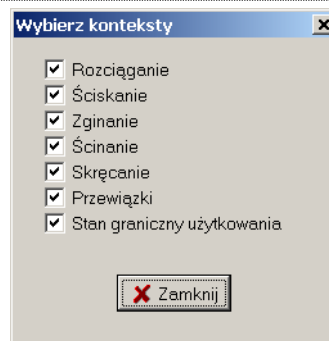 Wybierz konteksty
Rozciąganie
Ściskanie
Zginanie
Ścinanie
Skręcanie
Przewiązki
Stan graniczny użytkowania
Zamknij